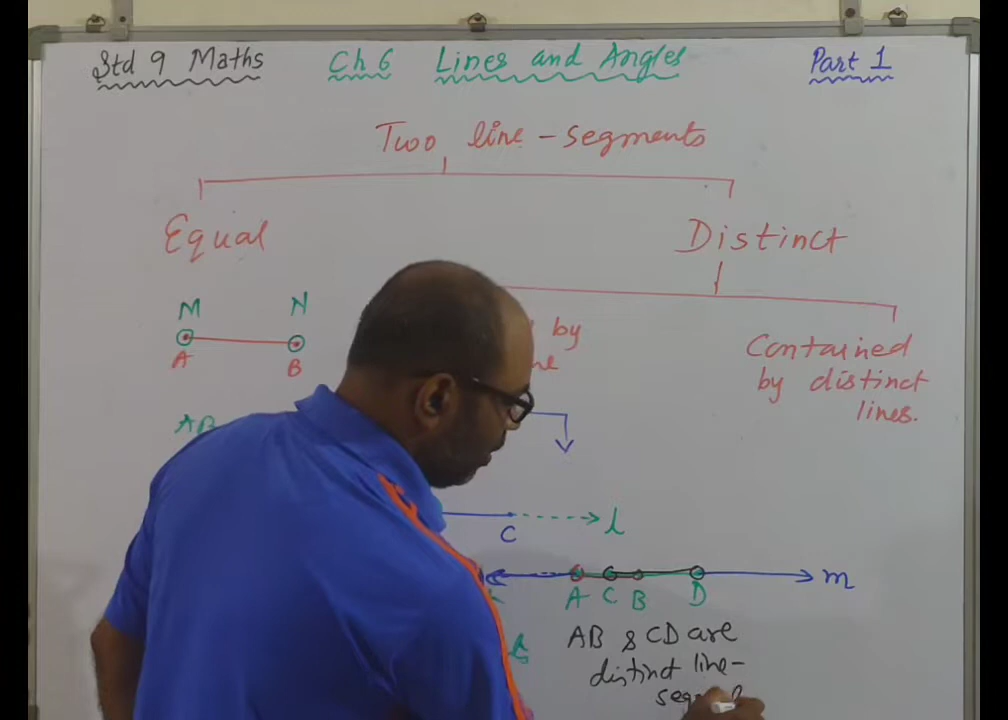 Std 9 Maths Ch 6 Lines and Angles Part 1
Two line-segments
Equal Distinct
M N
A B
by
Contained
by distinct
lines.
AB
C l
A C B D m
AB & CD are
distinct line-